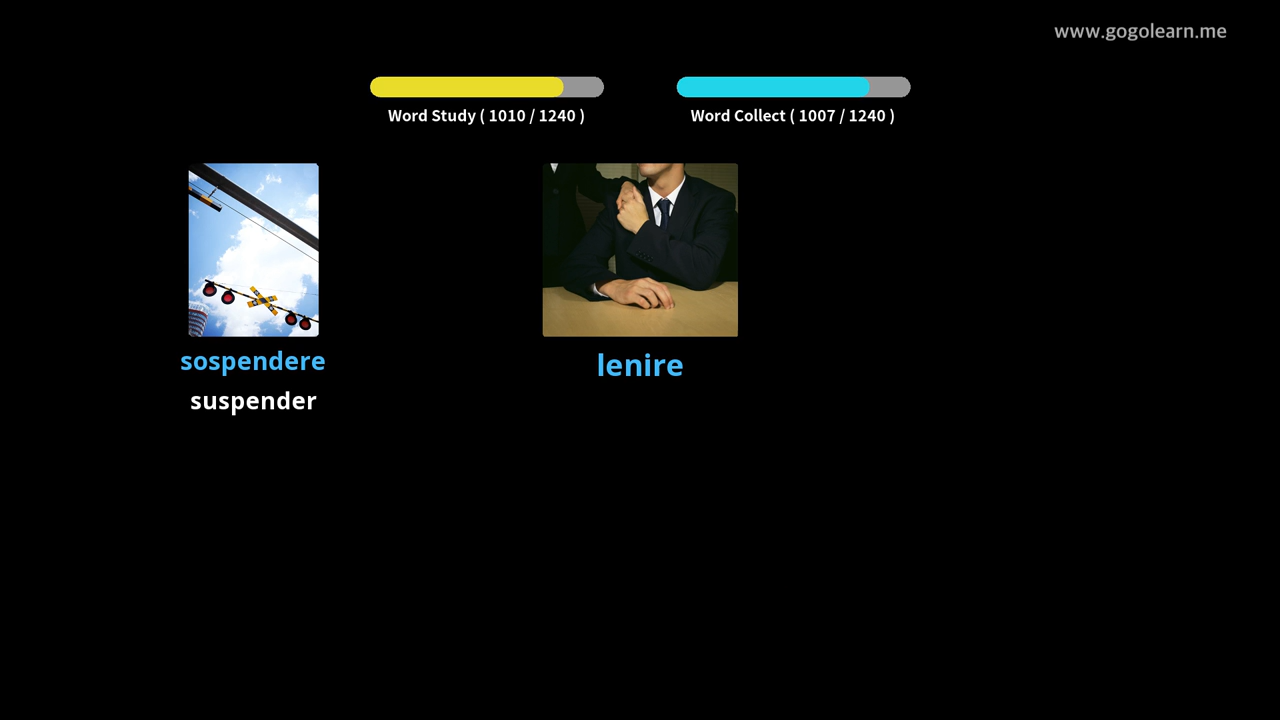 www.gogolearn.me
Word Study ( 1010 / 1240 )
Word Collect ( 1007 / 1240 )
sospendere
suspender
lenire